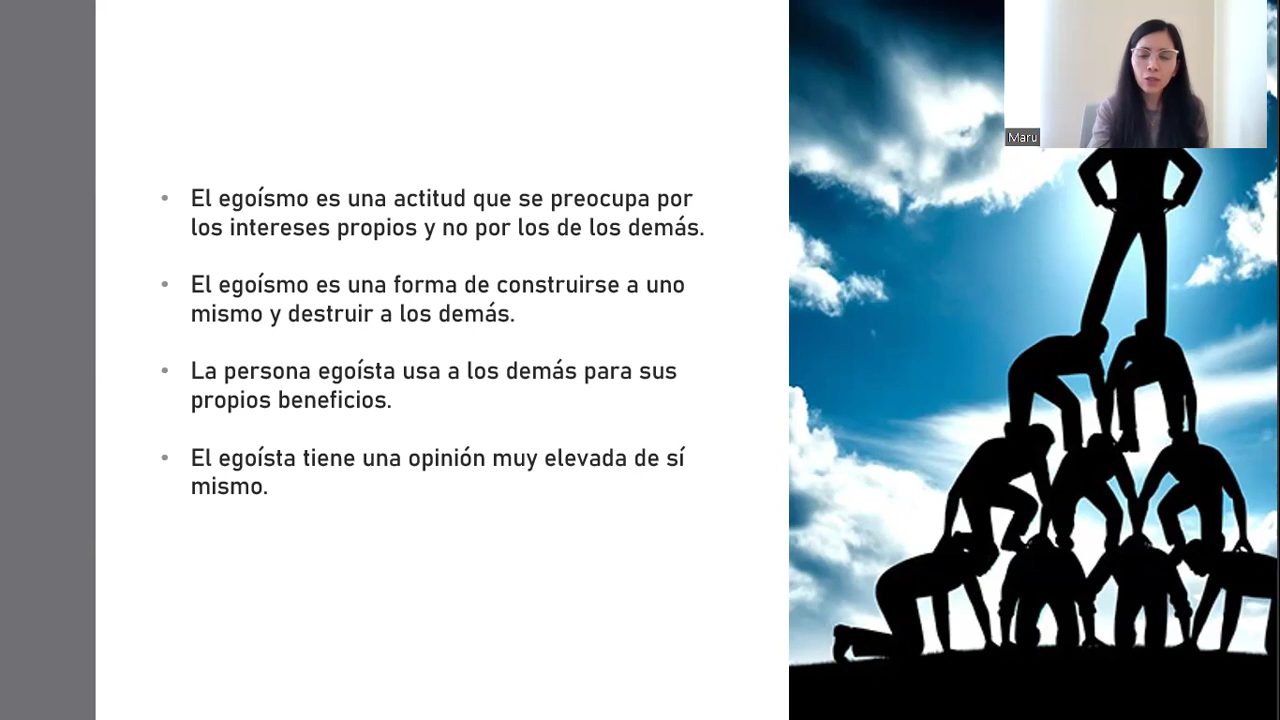 El egoísmo es una actitud que se preocupa por
los intereses propios y no por los de los demás.
El egoísmo es una forma de construirse a uno
mismo y destruir a los demás.
La persona egoísta usa a los demás para sus
propios beneficios.
El egoísta tiene una opinión muy elevada de sí
mismo.
Maru